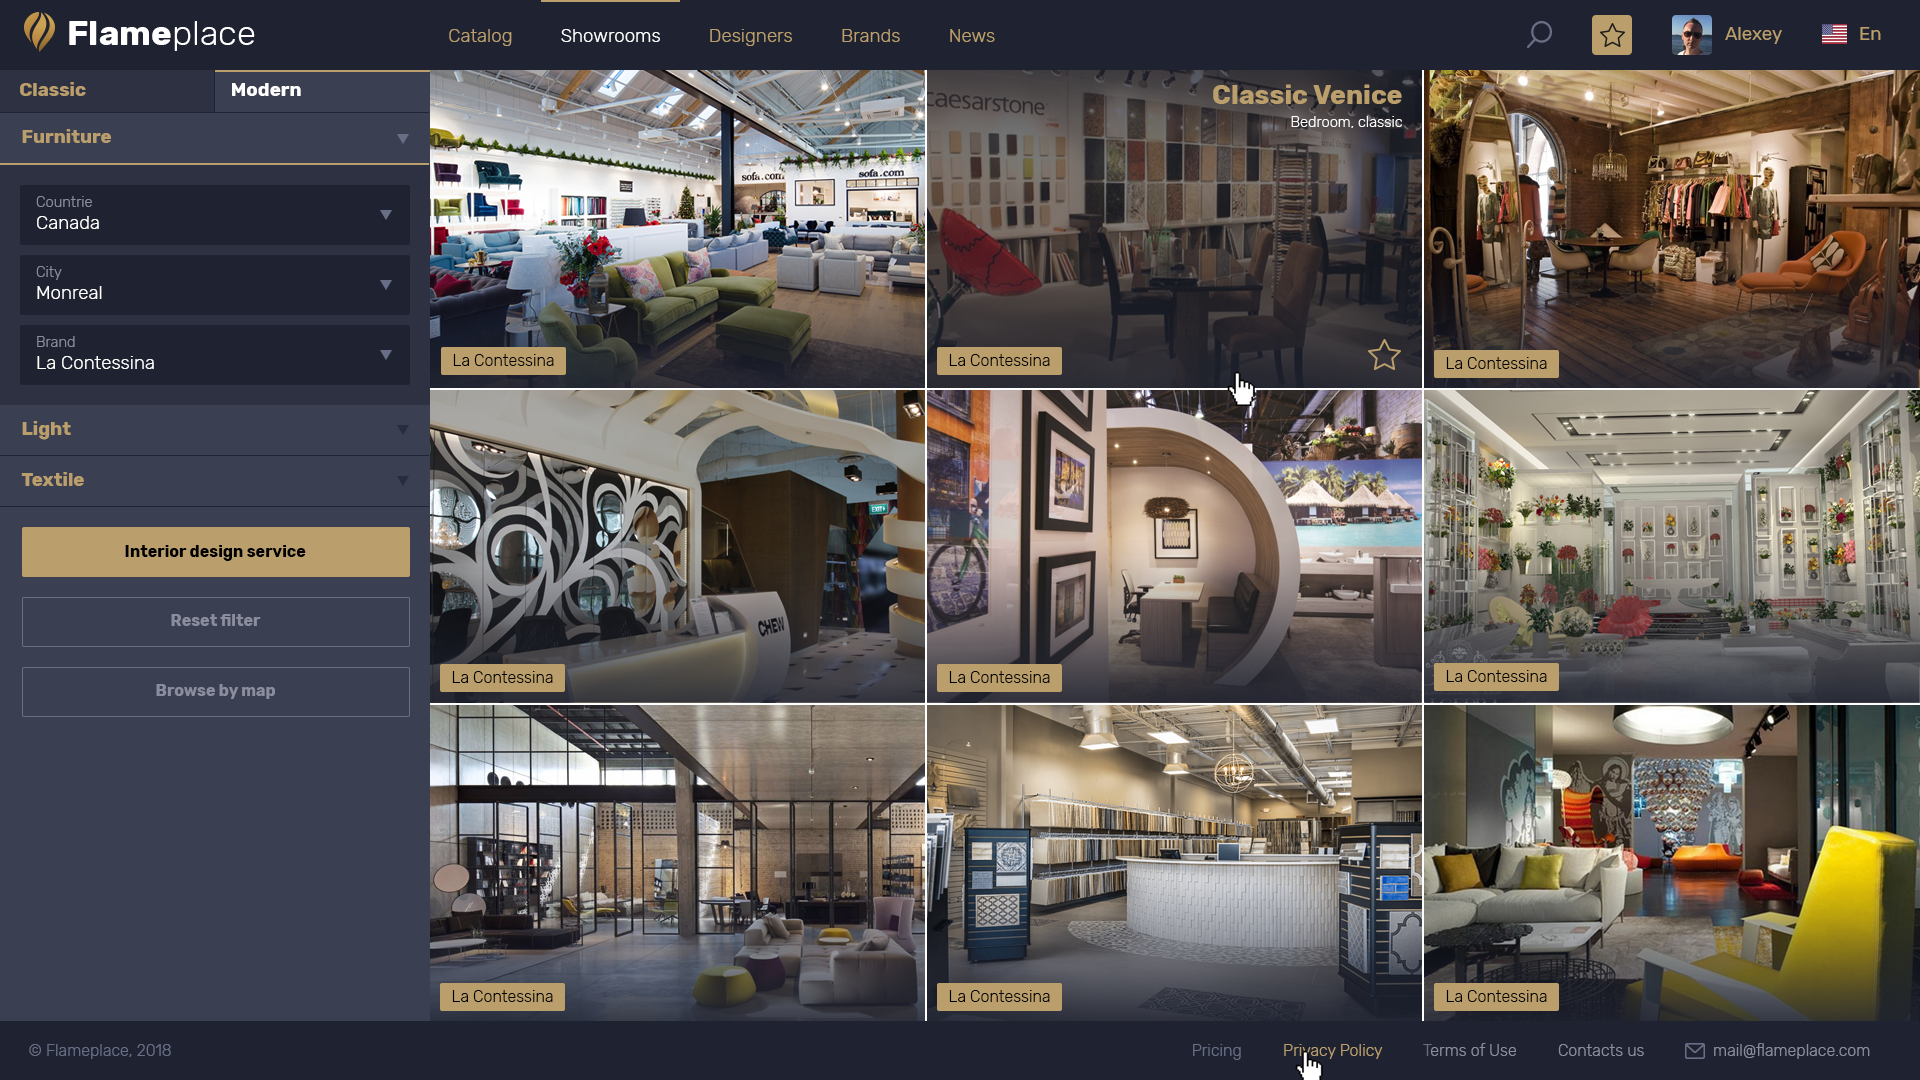 Flameplace
Catalog
Showrooms
Designers
Brands
News
Alexey
En
Classic
Modern
Furniture
Countrie
Canada
City
Monreal
Brand
La Contessina
Light
Textile
Interior design service
Reset filter
Browse by map
sofa.com
sofa.com
La Contessina
caesarstone
Classic Venice
Bedroom, classic
La Contessina
La Contessina
EXIT
CHEW
La Contessina
La Contessina
La Contessina
La Contessina
La Contessina
La Contessina
© Flameplace, 2018
Pricing
Privacy Policy
Terms of Use
Contacts us
mail@flameplace.com